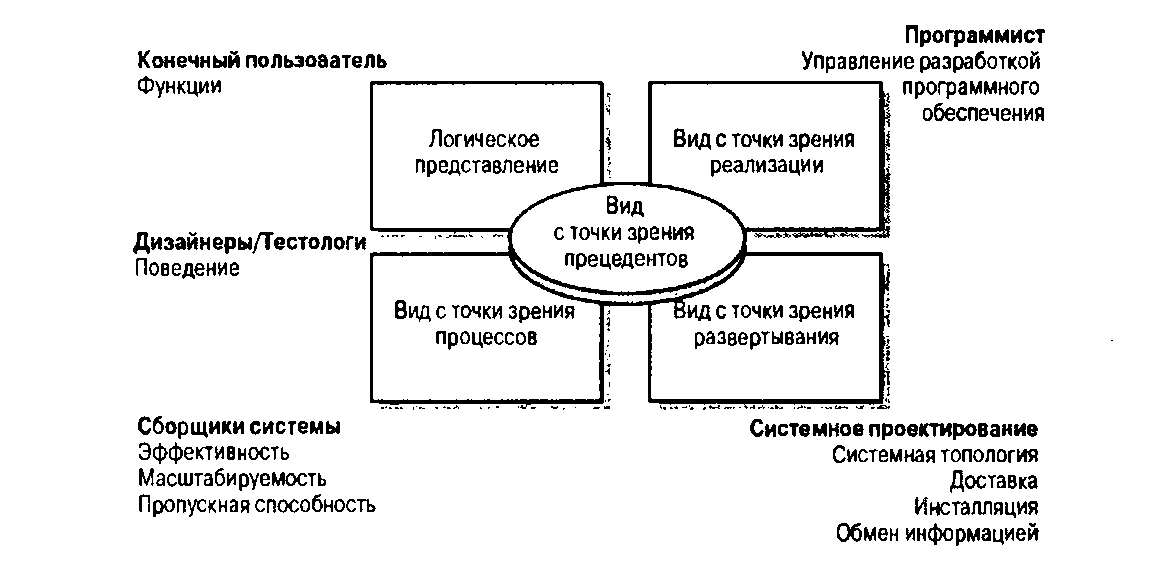 Конечный пользователь
Функции
Программист
Управление разработкой
программного
обеспечения
Логическое
представление
Вид с точки зрения
реализации
Вид
с точки зрения
прецедентов
Дизайнеры/Тестологи
Поведение
Вид с точки зрения
процессов
Вид с точки зрения
развертывания
Сборщики системы
Эффективность
Масштабируемость
Пропускная способность
Системное проектирование
Системная топология
Доставка
Инсталляция
Обмен информацией